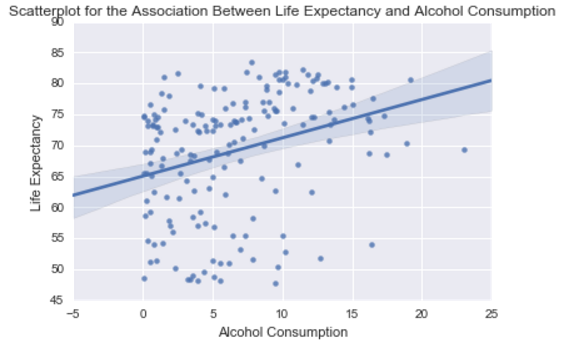 Scatterplot for the Association Between Life Expectancy and Alcohol Consumption
90
85
80
75
70
65
60
55
50
45
Life Expectancy
−5 0 5 10 15 20 25
Alcohol Consumption